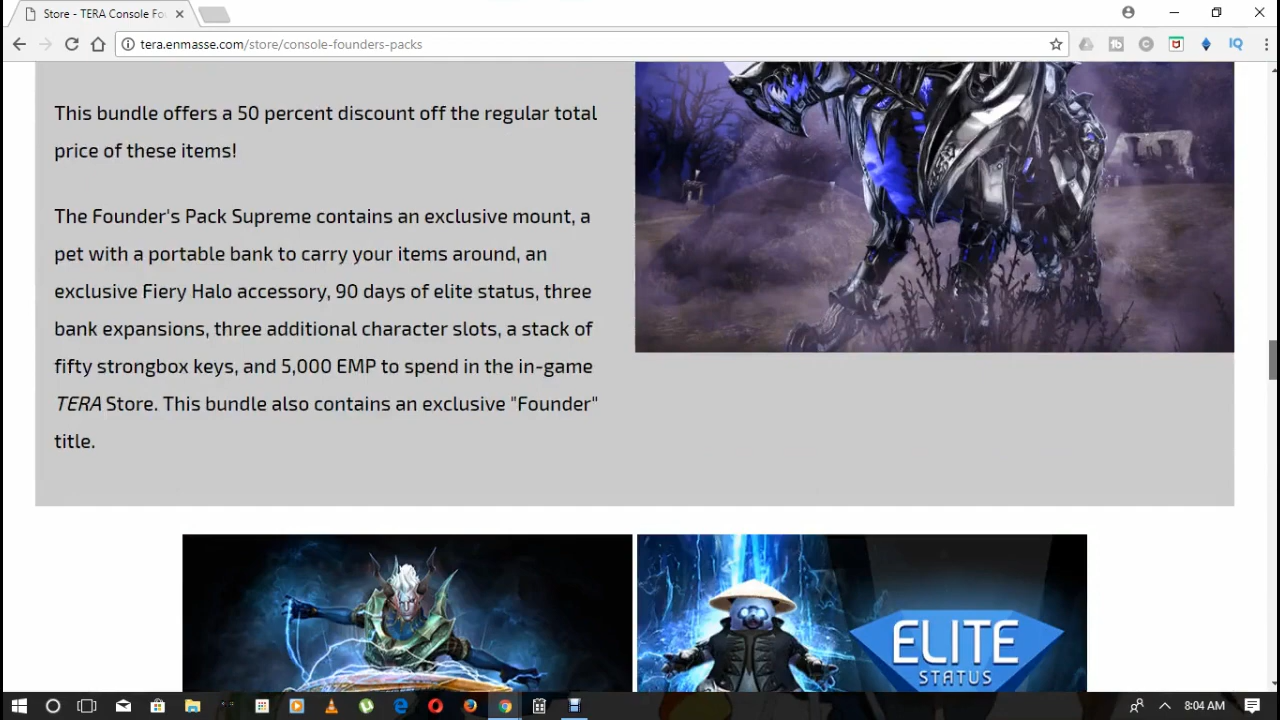 Store - TERA Console Fo
tera.enmasse.com/store/console-founders-packs
This bundle offers a 50 percent discount off the regular total
price of these items!
The Founder's Pack Supreme contains an exclusive mount, a
pet with a portable bank to carry your items around, an
exclusive Fiery Halo accessory, 90 days of elite status, three
bank expansions, three additional character slots, a stack of
fifty strongbox keys, and 5,000 EMP to spend in the in-game
TERA Store. This bundle also contains an exclusive "Founder"
title.
ELITE
STATUS
8:04 AM